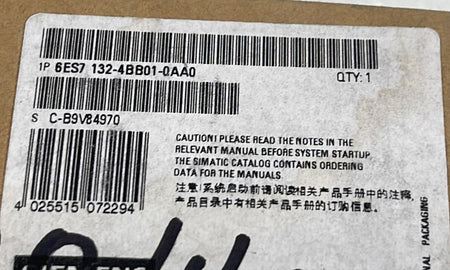 1P 6ES7 132-4BB01-0AA0
QTY: 1
S C-B9V84970
CAUTION! PLEASE READ THE NOTES IN THE
RELEVANT MANUAL BEFORE SYSTEM STARTUP
THE SIMATIC CATALOG CONTAINS ORDERING
DATA FOR THE MANUALS
注意!系统启动前请阅读相关产品手册中的注释,
产品目录中有相关产品手册的订购信息.
4 025515 072294
PACKAGING
SIEMENS